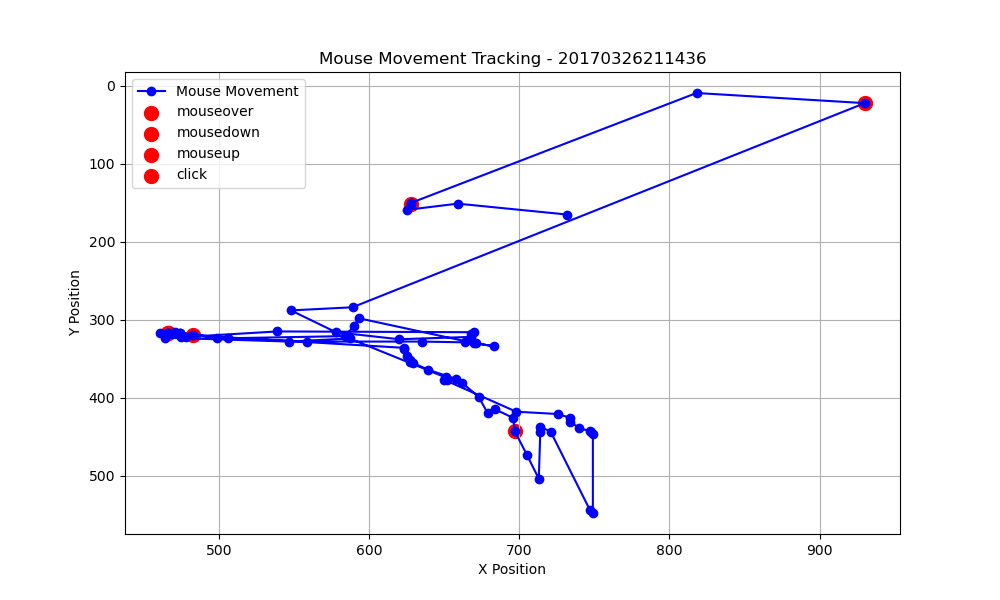 Mouse Movement Tracking - 20170326211436
Mouse Movement
mouseover
mousedown
mouseup
click
0
100
200
300
400
500
Y Position
500
600
700
800
900
X Position